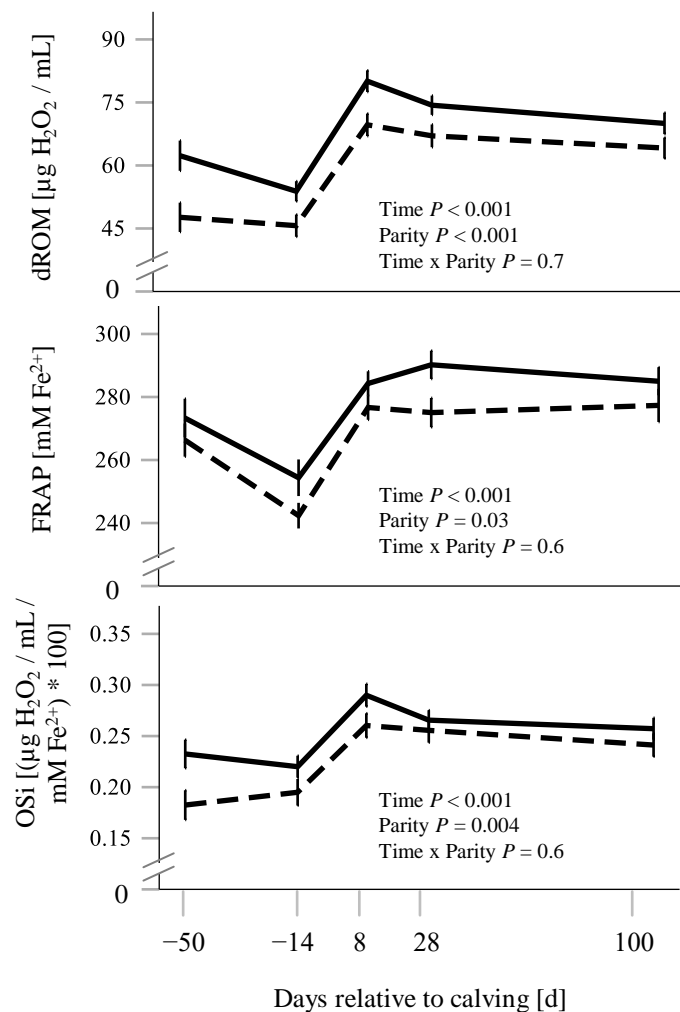 dROM [µg H₂O₂ / mL]
90
75
60
45
0
Time P < 0.001
Parity P < 0.001
Time x Parity P = 0.7
FRAP [mM Fe²⁺]
300
280
260
240
0
Time P < 0.001
Parity P = 0.03
Time x Parity P = 0.6
OSi [(µg H₂O₂ / mL /
mM Fe²⁺) * 100]
0.35
0.30
0.25
0.20
0.15
0
Time P < 0.001
Parity P = 0.004
Time x Parity P = 0.6
−50 −14 8 28 100
Days relative to calving [d]